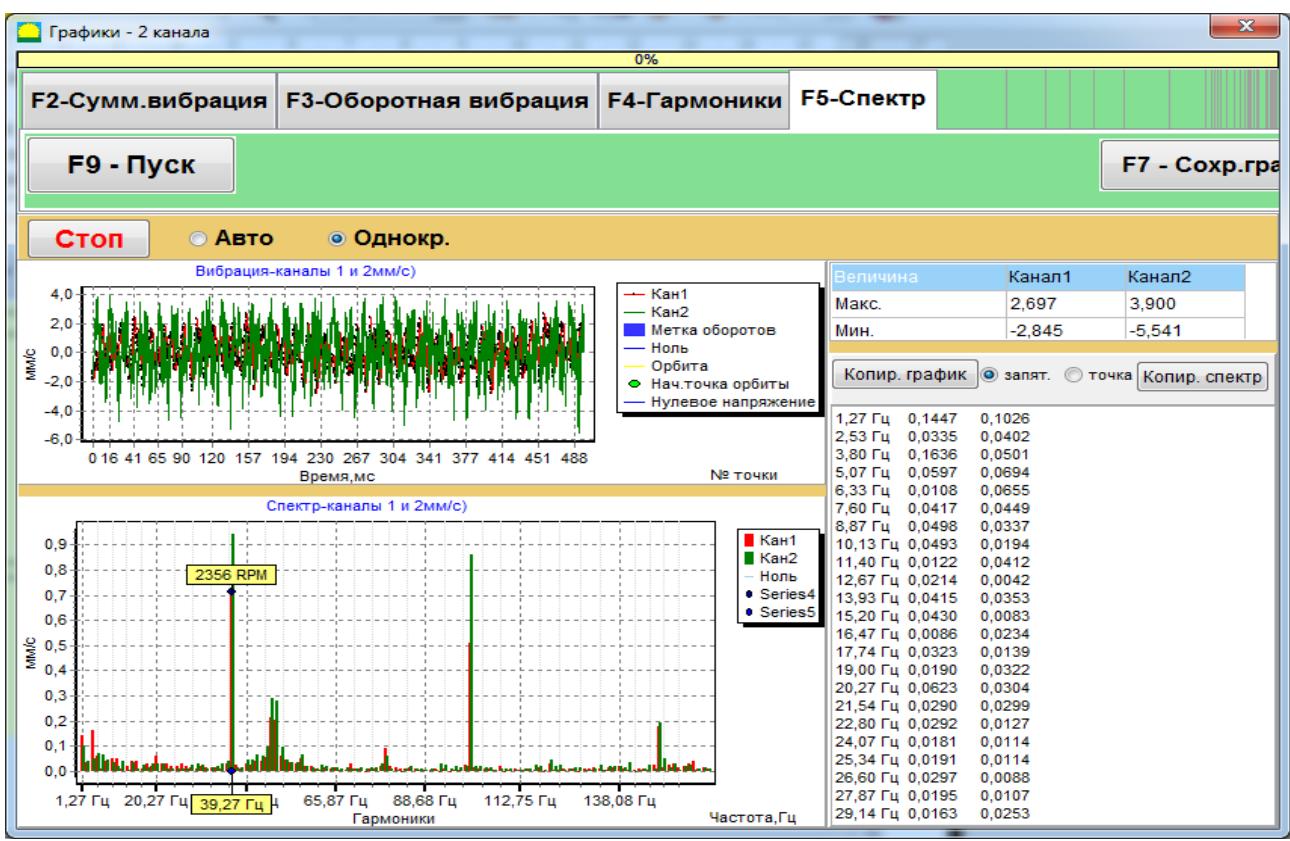 Графики - 2 канала
0%
F2-Сумм.вибрация F3-Оборотная вибрация F4-Гармоники F5-Спектр
F9 - Пуск F7 - Сохр.гра
Стоп Авто Однокр.
Вибрация-каналы 1 и 2мм/с)
4,0
2,0
0,0
-2,0
-4,0
-6,0
мм/с
0 16 41 65 90 120 157 194 230 267 304 341 377 414 451 488
Время,мс
№ точки
Кан1
Кан2
Метка оборотов
Ноль
Орбита
Нач.точка орбиты
Нулевое напряжение
Спектр-каналы 1 и 2мм/с)
0,9
0,8
0,7
0,6
0,5
0,4
0,3
0,2
0,1
0,0
мм/с
2356 RPM
1,27 Гц 20,27 Гц 39,27 Гц 65,87 Гц 88,68 Гц 112,75 Гц 138,08 Гц
Гармоники
Частота,Гц
Кан1
Кан2
Ноль
Series4
Series5
Величина Канал1 Канал2
Макс. 2,697 3,900
Мин. -2,845 -5,541
Копир. график запят. точка Копир. спектр
1,27 Гц 0,1447 0,1026
2,53 Гц 0,0335 0,0402
3,80 Гц 0,1636 0,0501
5,07 Гц 0,0597 0,0694
6,33 Гц 0,0108 0,0655
7,60 Гц 0,0417 0,0449
8,87 Гц 0,0498 0,0337
10,13 Гц 0,0493 0,0194
11,40 Гц 0,0122 0,0412
12,67 Гц 0,0214 0,0042
13,93 Гц 0,0415 0,0353
15,20 Гц 0,0430 0,0083
16,47 Гц 0,0086 0,0234
17,74 Гц 0,0323 0,0139
19,00 Гц 0,0190 0,0322
20,27 Гц 0,0623 0,0304
21,54 Гц 0,0290 0,0299
22,80 Гц 0,0292 0,0127
24,07 Гц 0,0181 0,0114
25,34 Гц 0,0191 0,0114
26,60 Гц 0,0297 0,0088
27,87 Гц 0,0195 0,0107
29,14 Гц 0,0163 0,0253